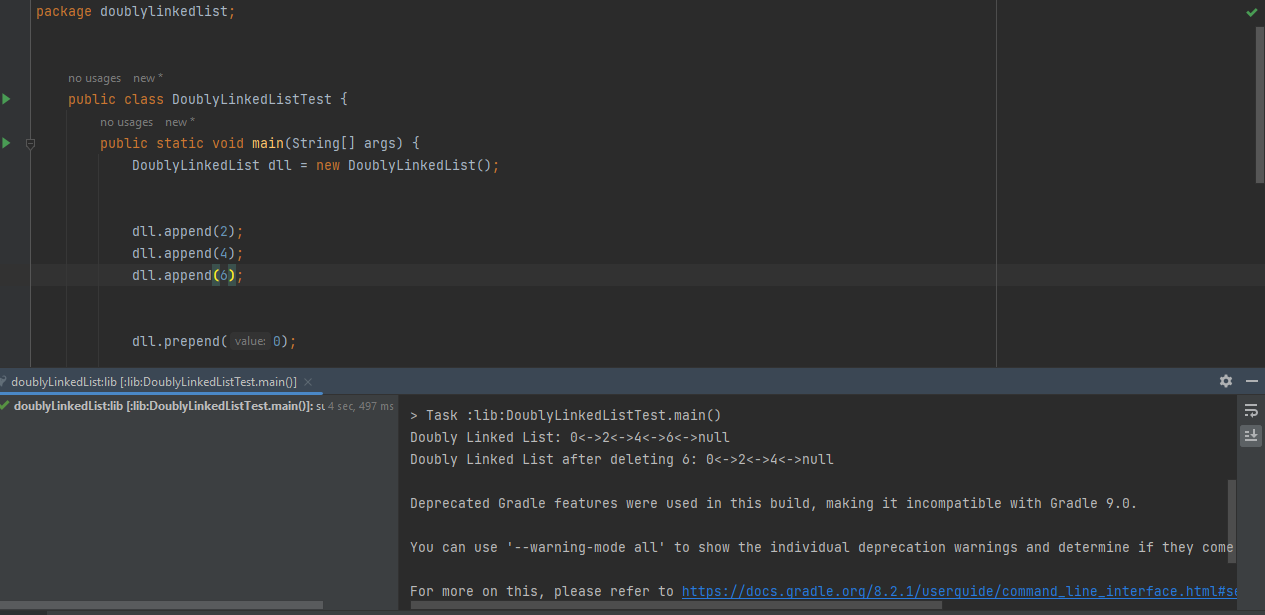 package doublylinkedlist;
no usages new *
public class DoublyLinkedListTest {
no usages new *
public static void main(String[] args) {
DoublyLinkedList dll = new DoublyLinkedList();
dll.append(2);
dll.append(4);
dll.append(6);
dll.prepend( value: 0);
doublyLinkedList:lib [:lib:DoublyLinkedListTest.main()]
doublyLinkedList:lib [:lib:DoublyLinkedListTest.main()]: su 4 sec, 497 ms
> Task :lib:DoublyLinkedListTest.main()
Doubly Linked List: 0<->2<->4<->6<->null
Doubly Linked List after deleting 6: 0<->2<->4<->null
Deprecated Gradle features were used in this build, making it incompatible with Gradle 9.0.
You can use '--warning-mode all' to show the individual deprecation warnings and determine if they come
For more on this, please refer to https://docs.gradle.org/8.2.1/userguide/command_line_interface.html#se